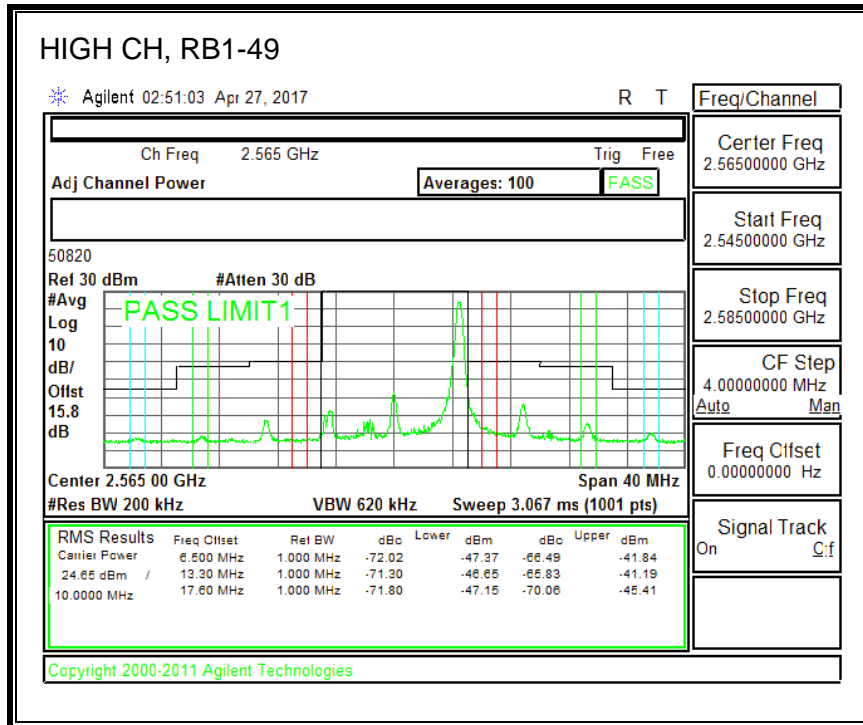 HIGH CH, RB1-49
Agilent 02:51:03 Apr 27, 2017 R T
Freq/Channel
Ch Freq 2.565 GHz Trig Free
Adj Channel Power Averages: 100 PASS
Center Freq
2.56500000 GHz
Start Freq
2.54500000 GHz
Stop Freq
2.58500000 GHz
CF Step
4.00000000 MHz
Auto Man
Freq Offset
0.00000000 Hz
Signal Track
On Off
50820
Ref 30 dBm #Atten 30 dB
#Avg
Log
10
dB/
Offst
15.8
dB
PASS LIMIT1
Center 2.565 00 GHz Span 40 MHz
#Res BW 200 kHz VBW 620 kHz Sweep 3.067 ms (1001 pts)
RMS Results Freq Offset Ref BW dBc Lower dBm dBc Upper dBm
Carrier Power 6.500 MHz 1.000 MHz -72.02 -47.37 -66.49 -41.84
24.65 dBm / 13.30 MHz 1.000 MHz -71.30 -46.65 -65.83 -41.19
10.0000 MHz 17.60 MHz 1.000 MHz -71.80 -47.15 -70.06 -45.41
Copyright 2000-2011 Agilent Technologies